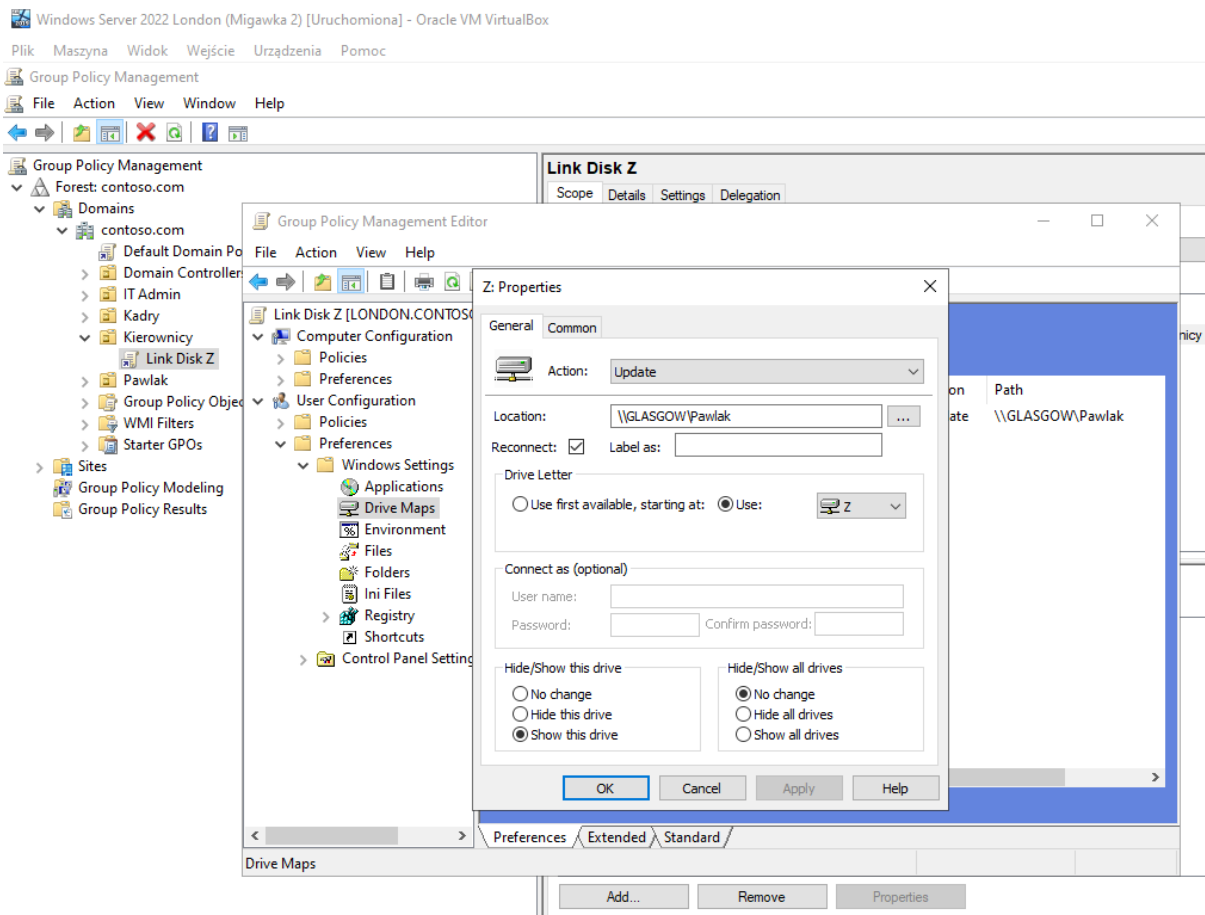 Windows Server 2022 London (Migawka 2) [Uruchomiona] - Oracle VM VirtualBox
Plik Maszyna Widok Wejście Urządzenia Pomoc
Group Policy Management
File Action View Window Help
Group Policy Management
Forest: contoso.com
Domains
contoso.com
Default Domain Po
Domain Controller
IT Admin
Kadry
Kierownicy
Link Disk Z
Pawlak
Group Policy Objec
WMI Filters
Starter GPOs
Sites
Group Policy Modeling
Group Policy Results
Link Disk Z
Scope Details Settings Delegation
nicy
Group Policy Management Editor
File Action View Help
Link Disk Z [LONDON.CONTOSO
Computer Configuration
Policies
Preferences
User Configuration
Policies
Preferences
Windows Settings
Applications
Drive Maps
Environment
Files
Folders
Ini Files
Registry
Shortcuts
Control Panel Setting
on Path
ate \\GLASGOW\Pawlak
Z: Properties
General Common
Action: Update
Location: \\GLASGOW\Pawlak ...
Reconnect: Label as:
Drive Letter
Use first available, starting at: Use: Z
Connect as (optional)
User name:
Password: Confirm password:
Hide/Show this drive Hide/Show all drives
No change No change
Hide this drive Hide all drives
Show this drive Show all drives
OK Cancel Apply Help
Preferences Extended Standard
Drive Maps
Add... Remove Properties